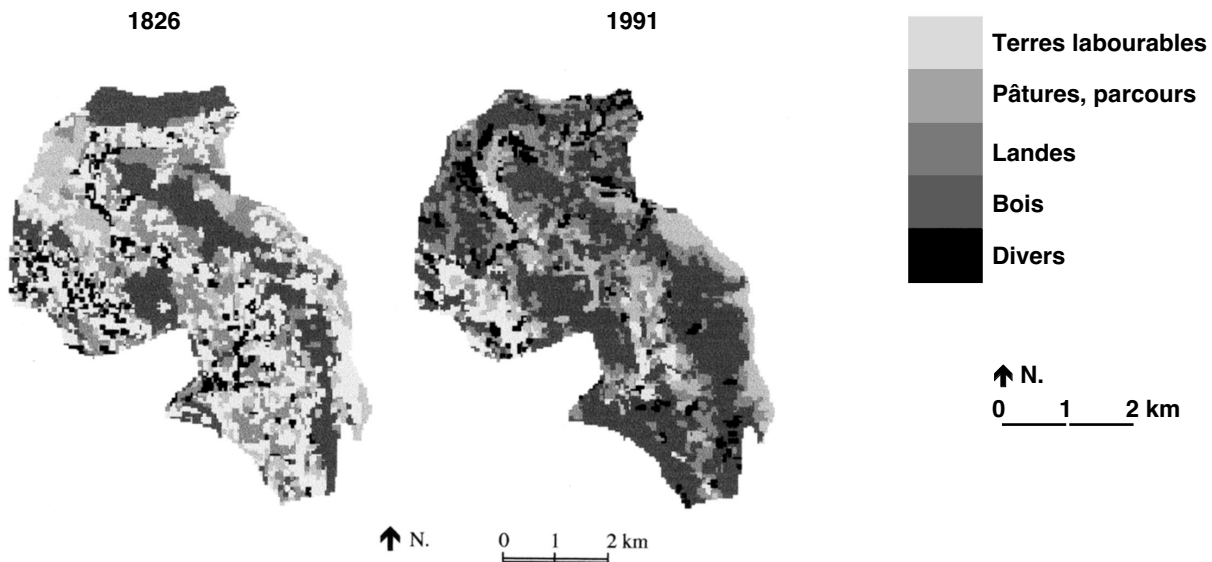 1826
1991
Terres labourables
Pâtures, parcours
Landes
Bois
Divers
N.
0 1 2 km
N.
0 1 2 km